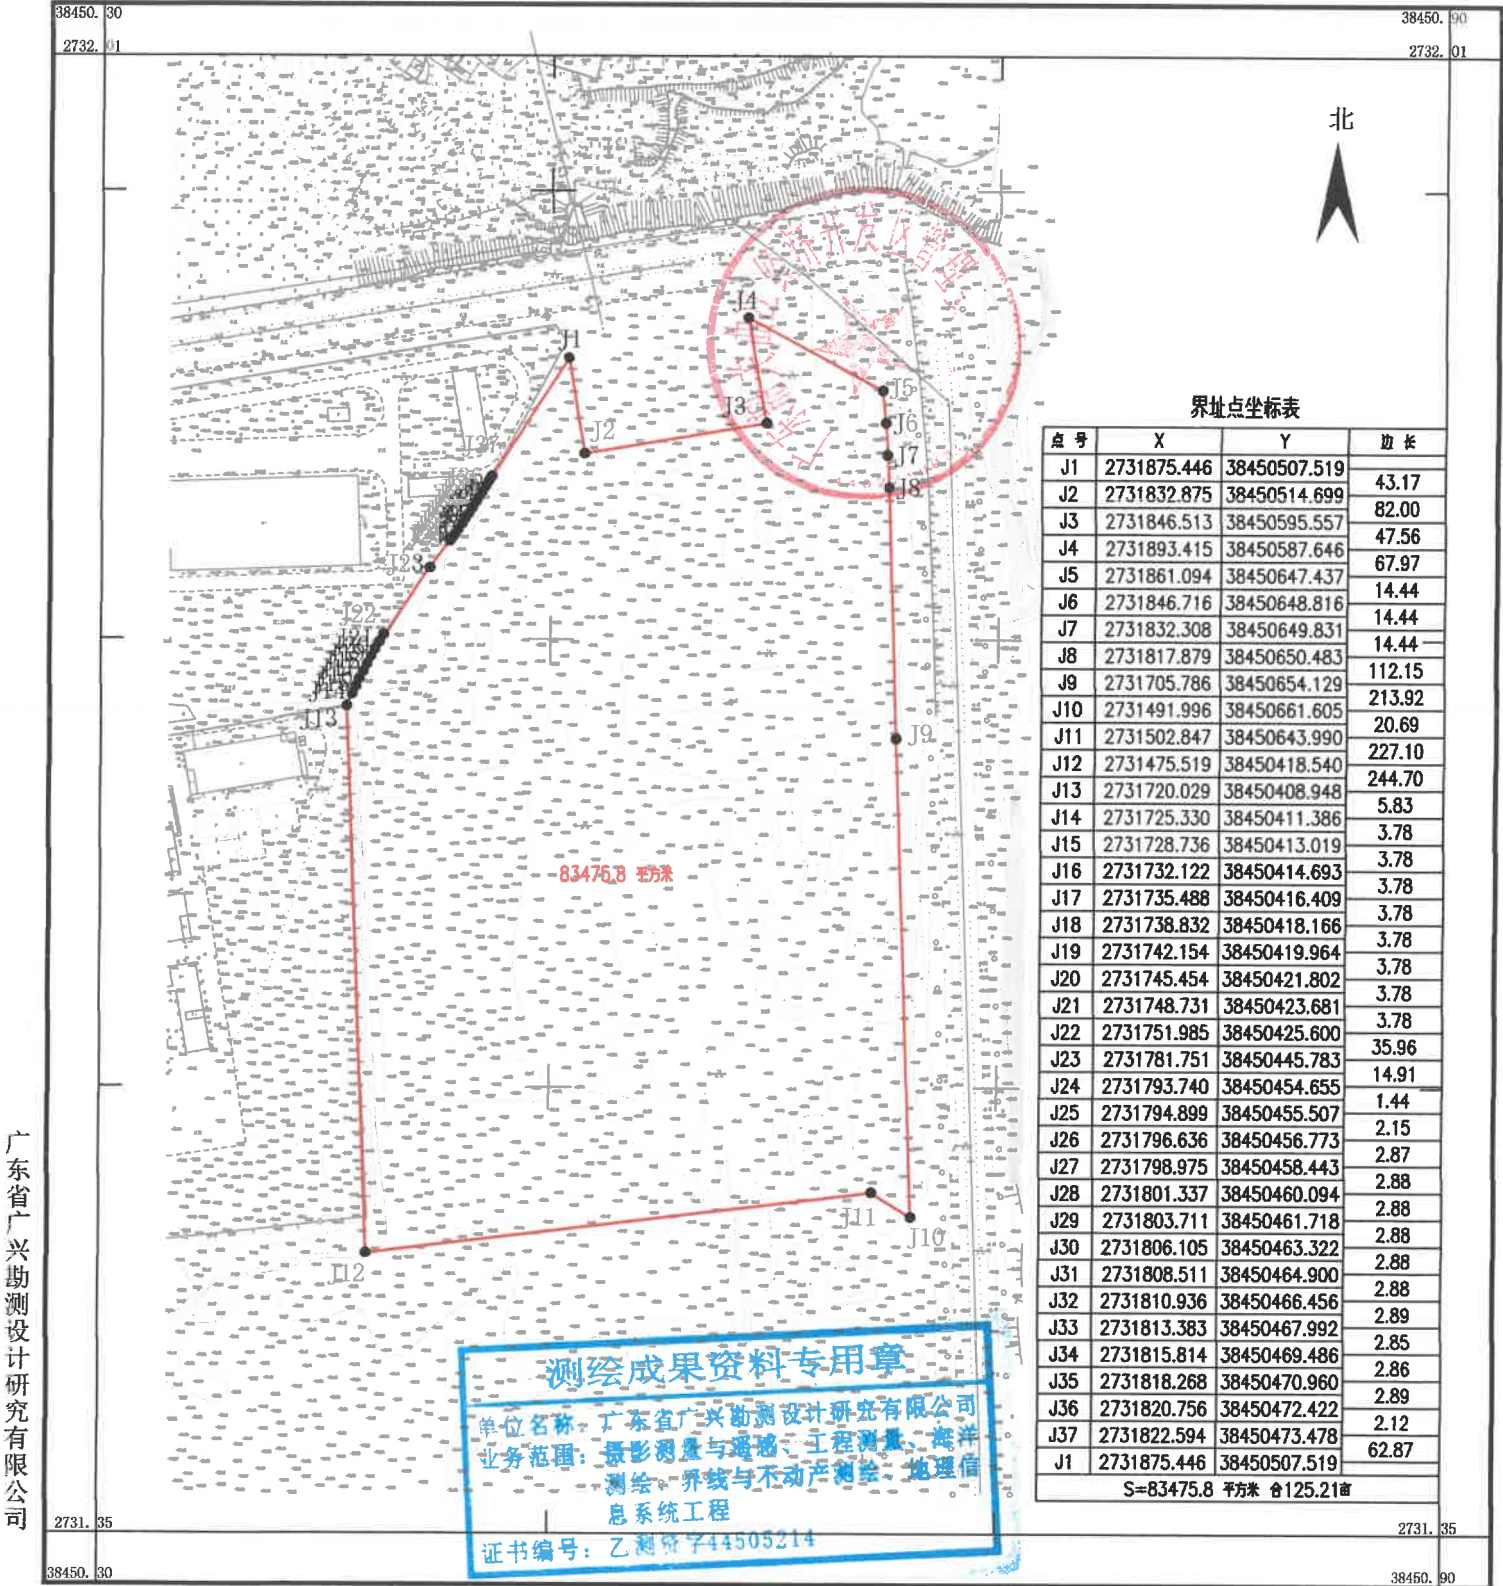 38450. 30
38450. 90
2732. 01
2732. 01
北
J4
J1
J5
J3
J6
J2
J7
J37
J8
J23
J22
J14
J13
J9
83475.8 平方米
J11
J10
J12
界址点坐标表
点号 X Y 边长
J1 2731875.446 38450507.519
43.17
J2 2731832.875 38450514.699
82.00
J3 2731846.513 38450595.557
47.56
J4 2731893.415 38450587.646
67.97
J5 2731861.094 38450647.437
14.44
J6 2731846.716 38450648.816
14.44
J7 2731832.308 38450649.831
14.44
J8 2731817.879 38450650.483
112.15
J9 2731705.786 38450654.129
213.92
J10 2731491.996 38450661.605
20.69
J11 2731502.847 38450643.990
227.10
J12 2731475.519 38450418.540
244.70
J13 2731720.029 38450408.948
5.83
J14 2731725.330 38450411.386
3.78
J15 2731728.736 38450413.019
3.78
J16 2731732.122 38450414.693
3.78
J17 2731735.488 38450416.409
3.78
J18 2731738.832 38450418.166
3.78
J19 2731742.154 38450419.964
3.78
J20 2731745.454 38450421.802
3.78
J21 2731748.731 38450423.681
3.78
J22 2731751.985 38450425.600
35.96
J23 2731781.751 38450445.783
14.91
J24 2731793.740 38450454.655
1.44
J25 2731794.899 38450455.507
2.15
J26 2731796.636 38450456.773
2.87
J27 2731798.975 38450458.443
2.88
J28 2731801.337 38450460.094
2.88
J29 2731803.711 38450461.718
2.88
J30 2731806.105 38450463.322
2.88
J31 2731808.511 38450464.900
2.88
J32 2731810.936 38450466.456
2.89
J33 2731813.383 38450467.992
2.85
J34 2731815.814 38450469.486
2.86
J35 2731818.268 38450470.960
2.89
J36 2731820.756 38450472.422
2.12
J37 2731822.594 38450473.478
62.87
J1 2731875.446 38450507.519
S=83475.8 平方米 合125.21亩
广东省广兴勘测设计研究有限公司
测绘成果资料专用章
单位名称：广东省广兴勘测设计研究有限公司
业务范围：摄影测量与遥感、工程测量、海洋
测绘、界线与不动产测绘、地理信
息系统工程
证书编号：乙测资字44505214
2731. 35
2731. 35
38450. 30
38450. 90